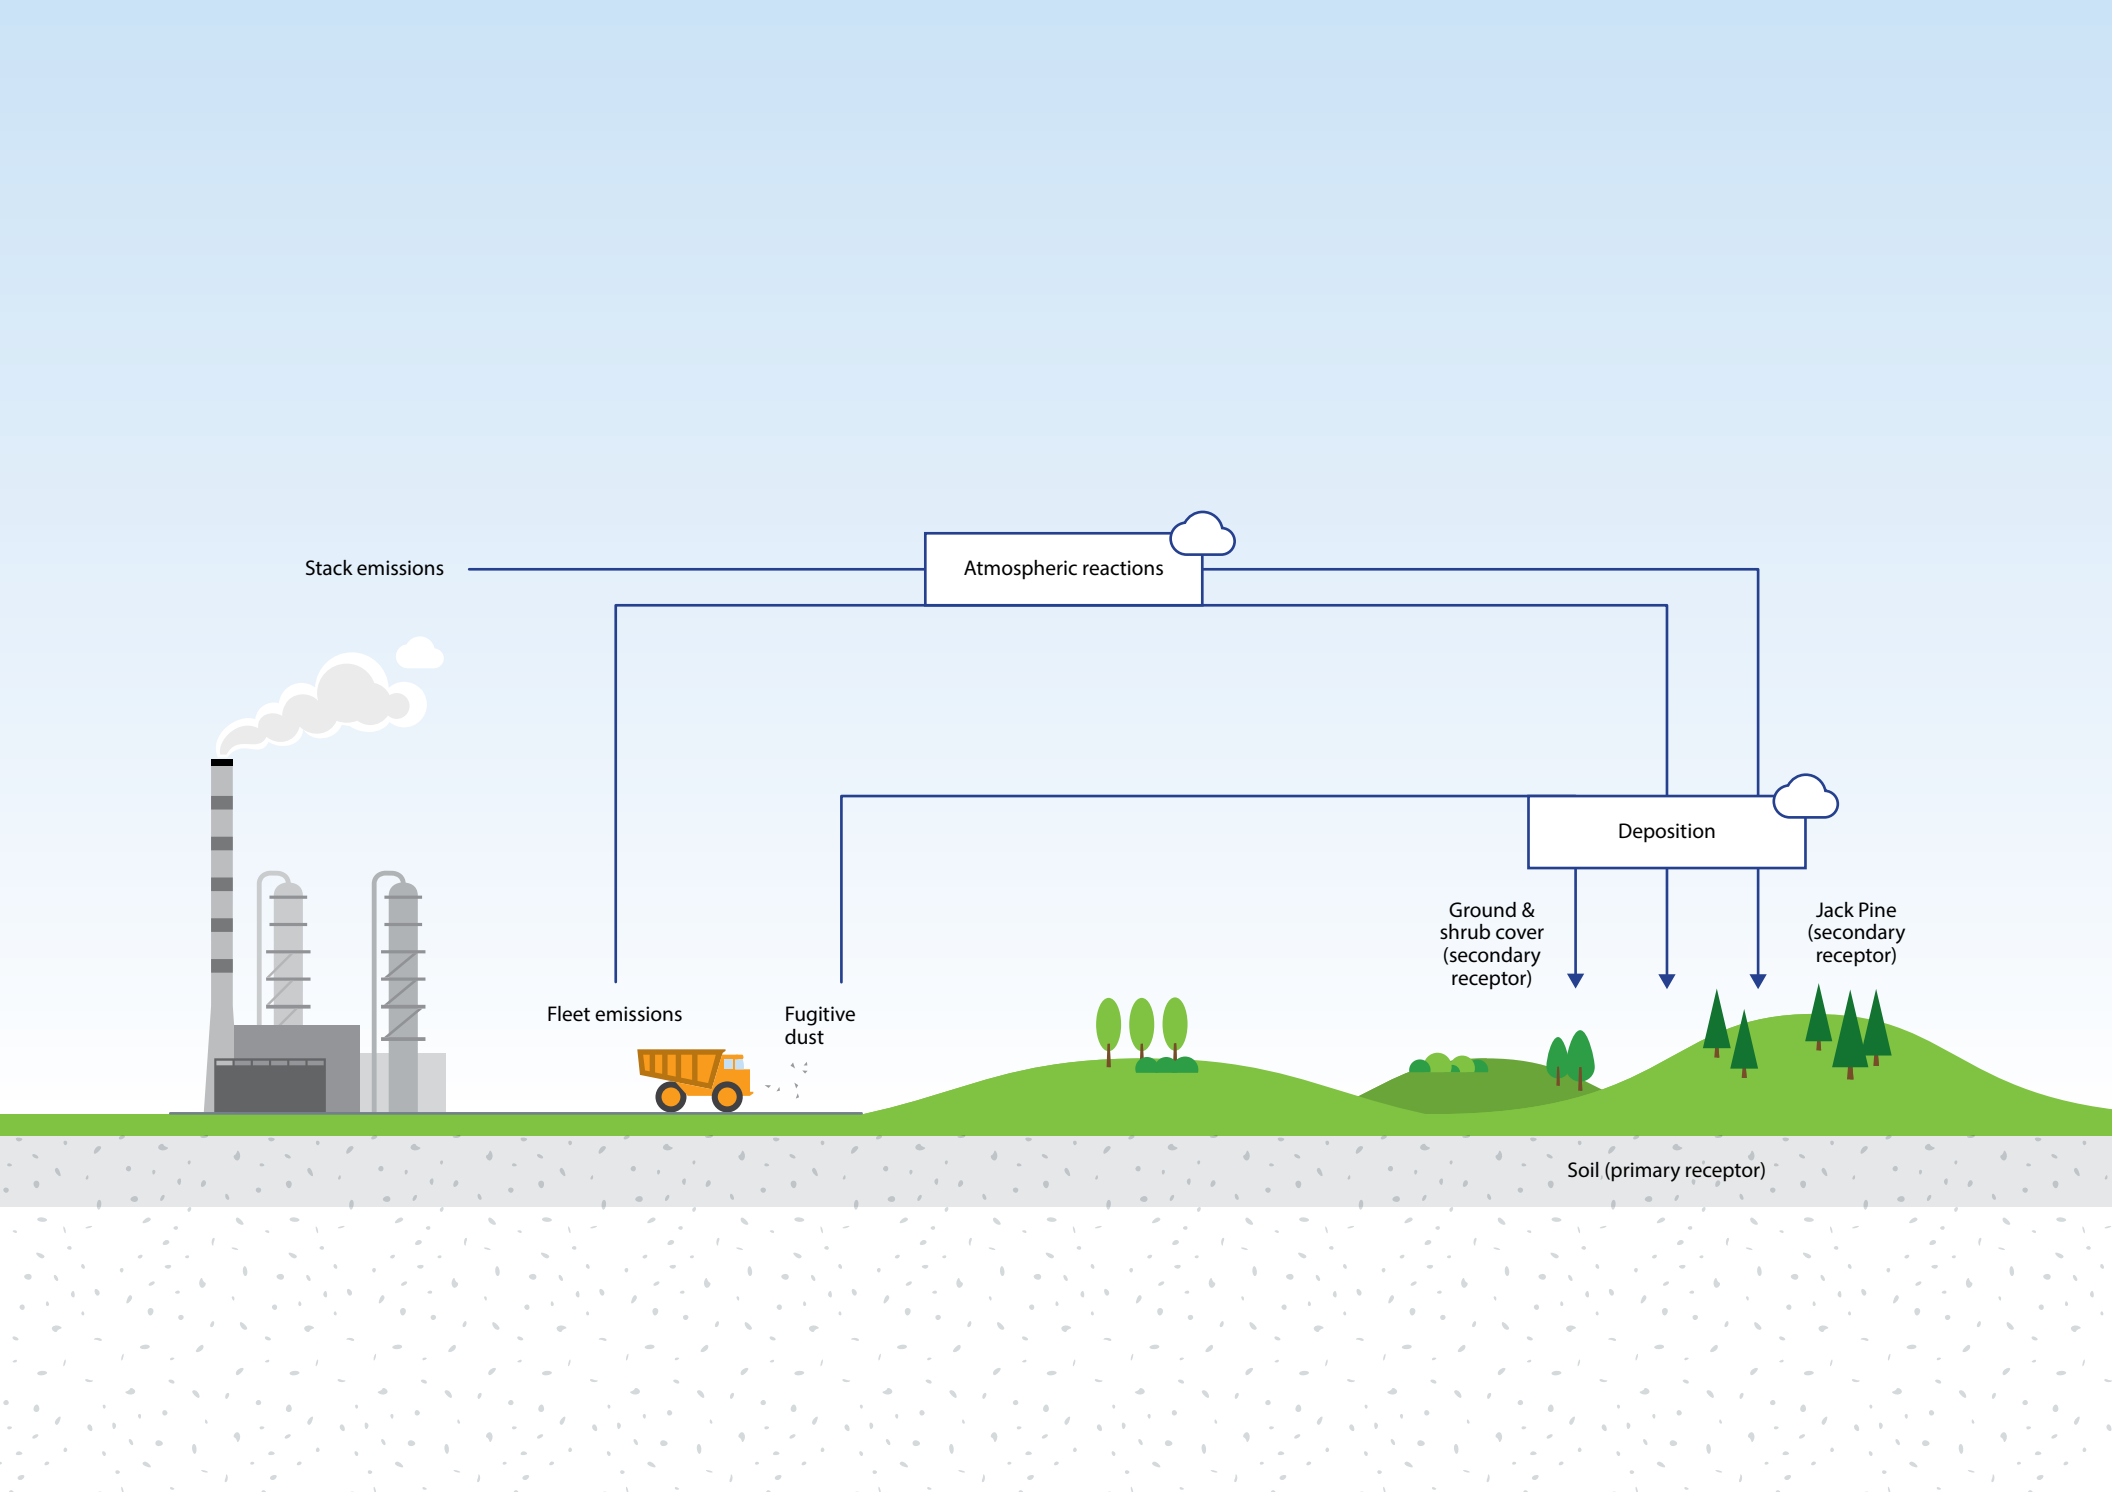 Atmospheric reactions
Stack emissions
Deposition
Ground &
shrub cover
(secondary
receptor)
Jack Pine
(secondary
receptor)
Fleet emissions
Fugitive
dust
Soil (primary receptor)